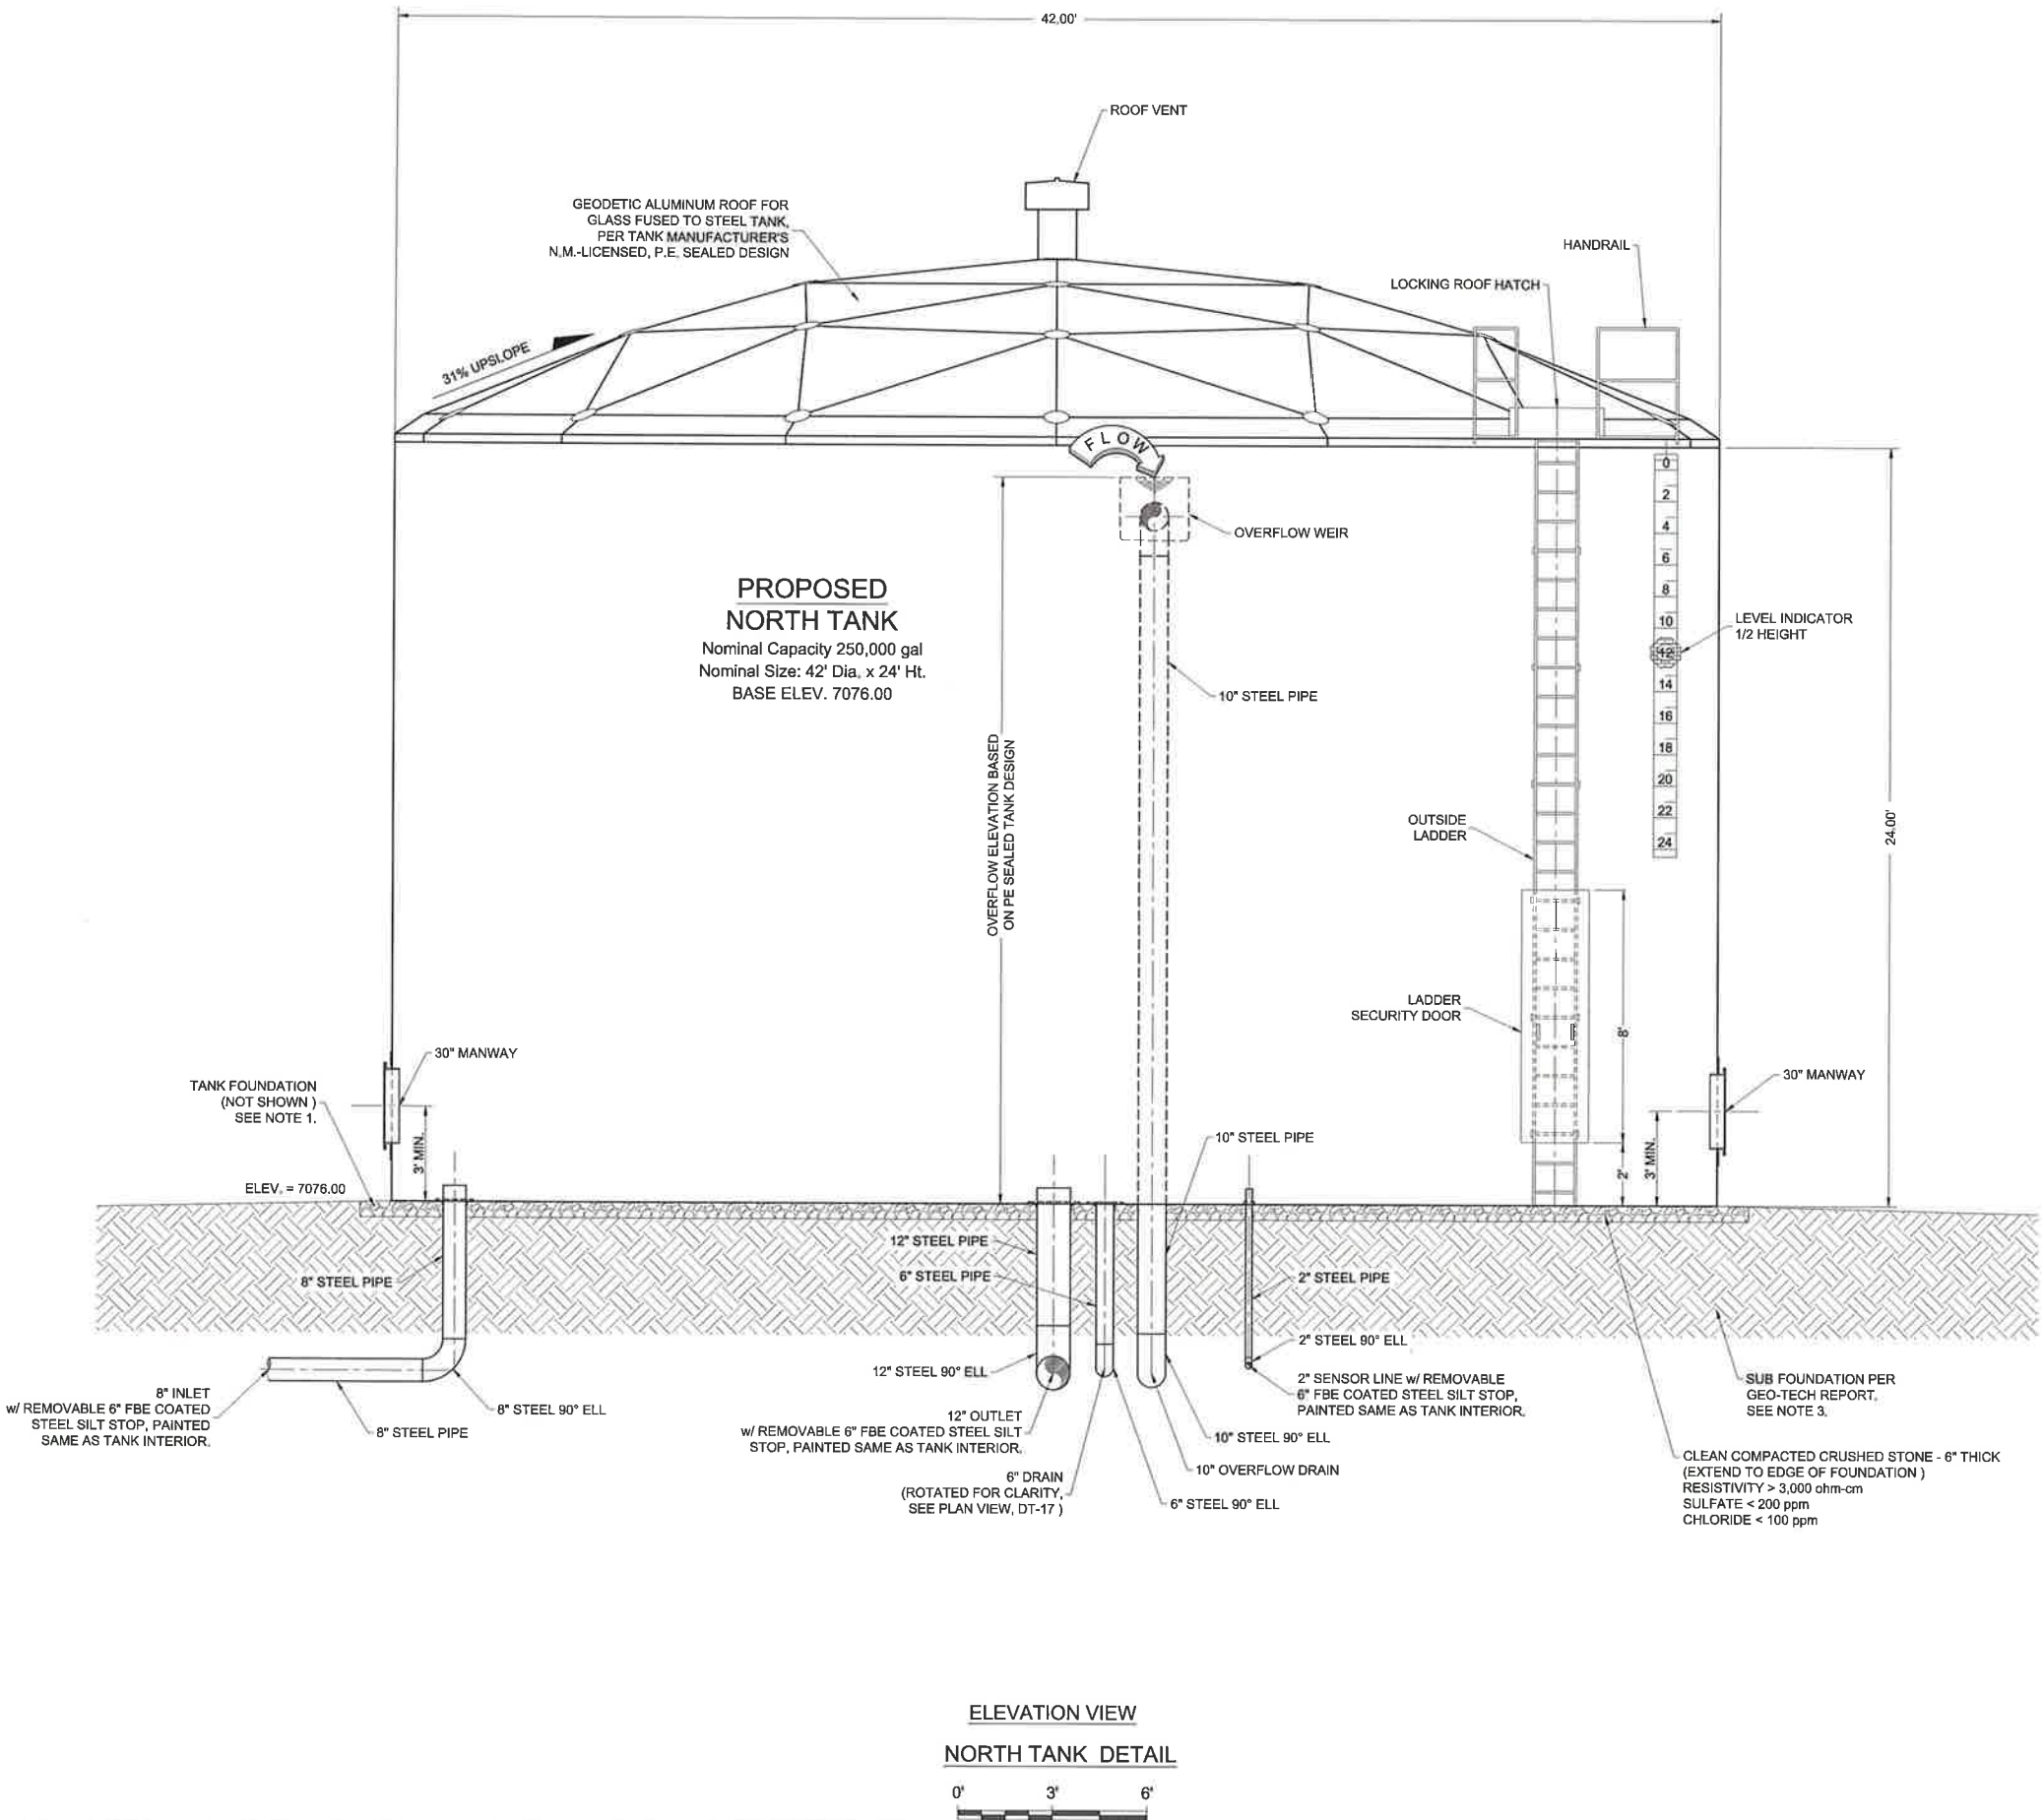 42.00'
ROOF VENT
GEODETIC ALUMINUM ROOF FOR
GLASS FUSED TO STEEL TANK,
PER TANK MANUFACTURER'S
N.M.-LICENSED, P.E. SEALED DESIGN
HANDRAIL
LOCKING ROOF HATCH
31% UPSLOPE
FLOW
OVERFLOW WEIR
PROPOSED
NORTH TANK
Nominal Capacity 250,000 gal
Nominal Size: 42' Dia. x 24' Ht.
BASE ELEV. 7076.00
0
2
4
6
8
10
12
14
16
18
20
22
24
LEVEL INDICATOR
1/2 HEIGHT
10" STEEL PIPE
OVERFLOW ELEVATION BASED
ON PE SEALED TANK DESIGN
OUTSIDE
LADDER
24.00'
LADDER
SECURITY DOOR
8'
2'
30" MANWAY
3' MIN.
30" MANWAY
3' MIN.
TANK FOUNDATION
(NOT SHOWN )
SEE NOTE 1.
ELEV. = 7076.00
10" STEEL PIPE
12" STEEL PIPE
6" STEEL PIPE
8" STEEL PIPE
2" STEEL PIPE
2" STEEL 90° ELL
12" STEEL 90° ELL
8" INLET
w/ REMOVABLE 6" FBE COATED
STEEL SILT STOP, PAINTED
SAME AS TANK INTERIOR.
8" STEEL 90° ELL
8" STEEL PIPE
12" OUTLET
w/ REMOVABLE 6" FBE COATED STEEL SILT
STOP, PAINTED SAME AS TANK INTERIOR.
2" SENSOR LINE w/ REMOVABLE
6" FBE COATED STEEL SILT STOP,
PAINTED SAME AS TANK INTERIOR.
10" STEEL 90° ELL
10" OVERFLOW DRAIN
6" DRAIN
(ROTATED FOR CLARITY,
SEE PLAN VIEW, DT-17 )
6" STEEL 90° ELL
SUB FOUNDATION PER
GEO-TECH REPORT.
SEE NOTE 3.
CLEAN COMPACTED CRUSHED STONE - 6" THICK
(EXTEND TO EDGE OF FOUNDATION )
RESISTIVITY > 3,000 ohm-cm
SULFATE < 200 ppm
CHLORIDE < 100 ppm
ELEVATION VIEW
NORTH TANK DETAIL
0' 3' 6'